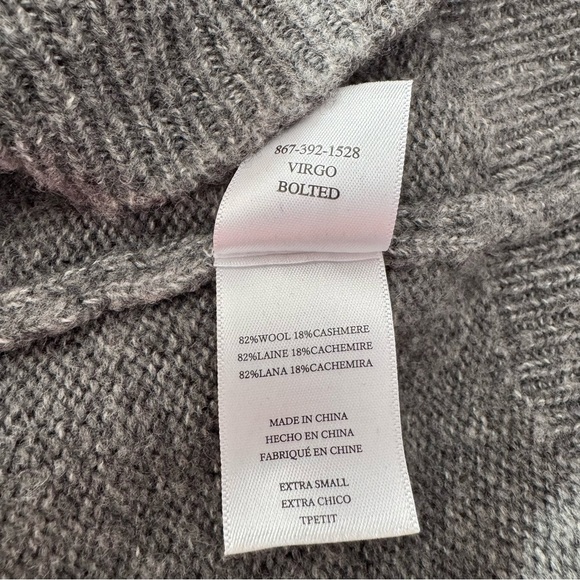 867-392-1528
VIRGO
BOLTED
82%WOOL 18%CASHMERE
82%LAINE 18%CACHEMIRE
82%LANA 18%CACHEMIRA
MADE IN CHINA
HECHO EN CHINA
FABRIQUÉ EN CHINE
EXTRA SMALL
EXTRA CHICO
TPETIT